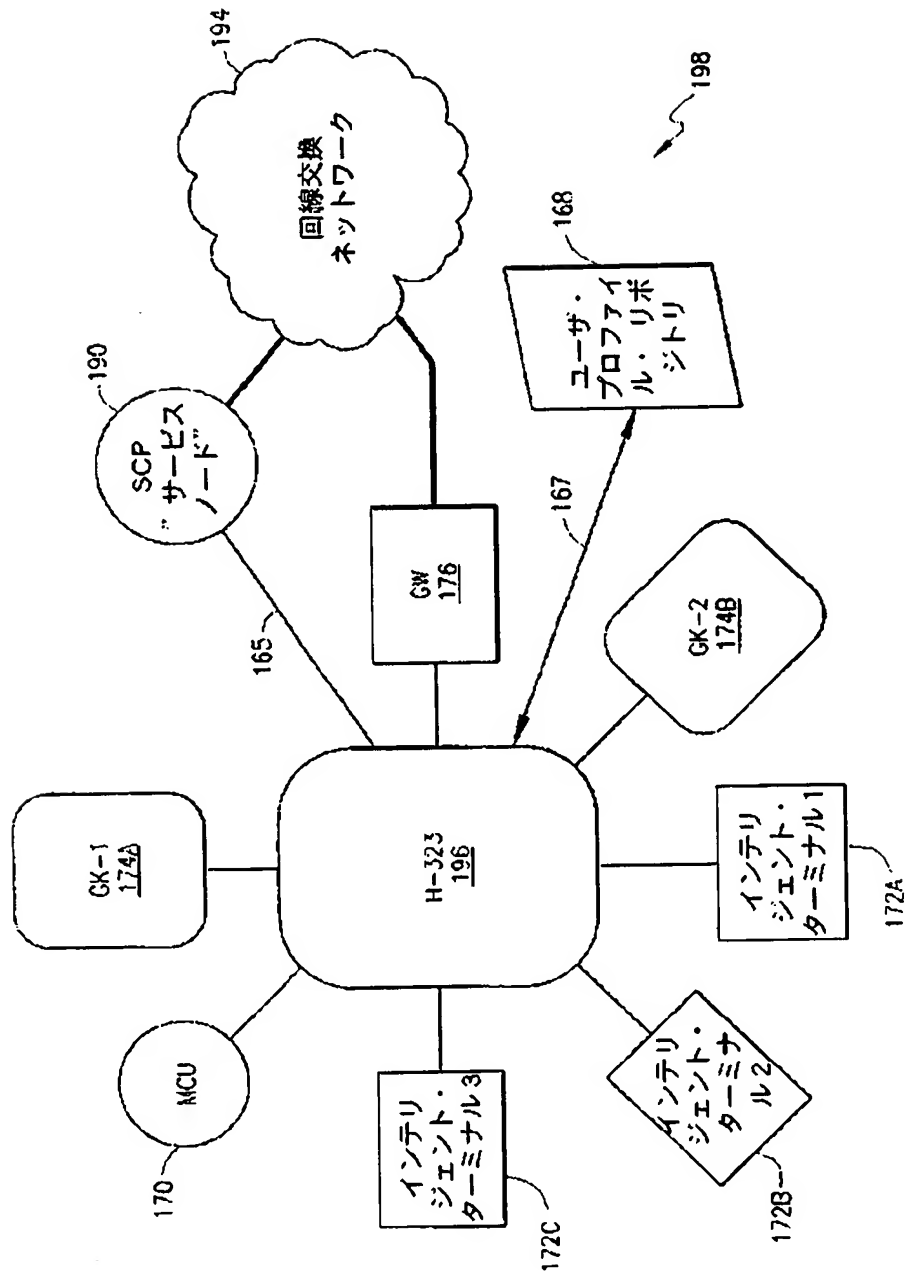 194
回線交換
ネットワーク
198
190
SCP
"サービス
ノード"
168
ユーザ・
プロファイ
ル・リポ
ジトリ
165
167
GW
176
GK-1
174A
H-323
196
GK-2
174B
MCU
170
インテリ
ジェント・
ターミナル3
172C
インテリ
ジェント・
ターミナ
ル2
172B
インテリ
ジェント・
ターミナル1
172A